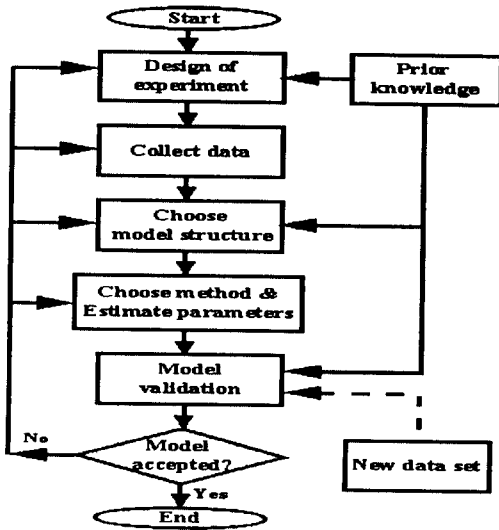 Start
Design of
experiment
Prior
knowledge
Collect data
Choose
model structure
Choose method &
Estimate parameters
Model
validation
No
Model
accepted?
New data set
Yes
End